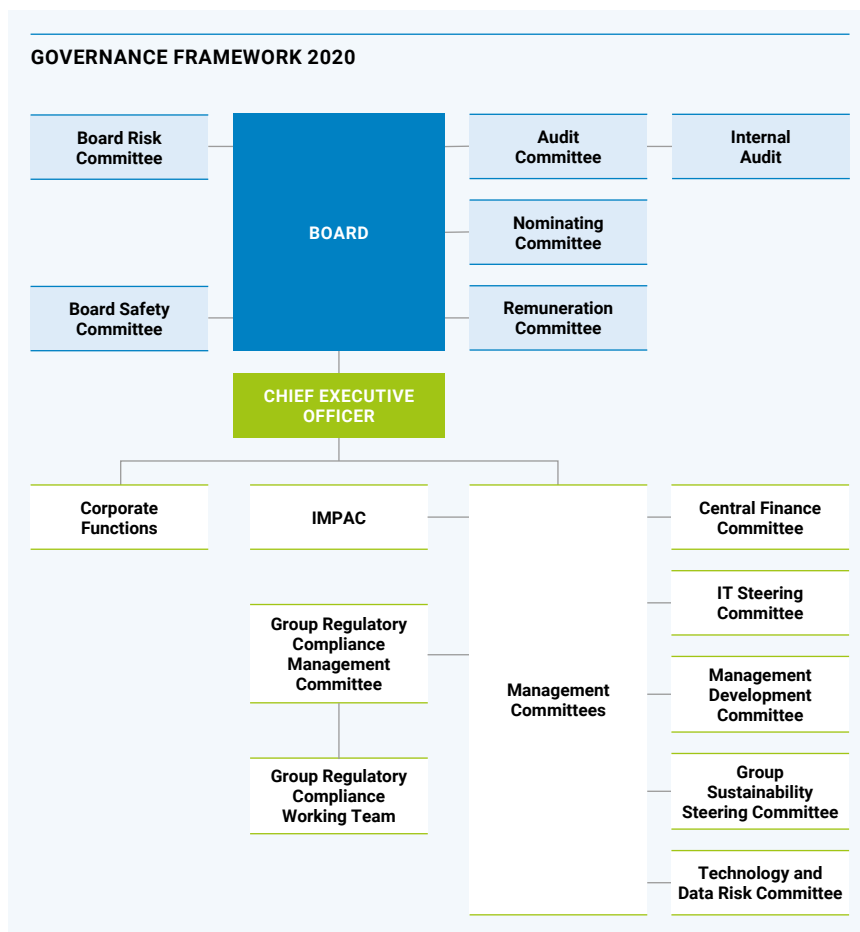 GOVERNANCE FRAMEWORK 2020
Board Risk
Committee
BOARD
Audit
Committee
Internal
Audit
Nominating
Committee
Board Safety
Committee
Remuneration
Committee
CHIEF EXECUTIVE
OFFICER
Corporate
Functions
IMPAC
Group Regulatory
Compliance
Management
Committee
Group Regulatory
Compliance
Working Team
Management
Committees
Central Finance
Committee
IT Steering
Committee
Management
Development
Committee
Group
Sustainability
Steering Committee
Technology and
Data Risk Committee